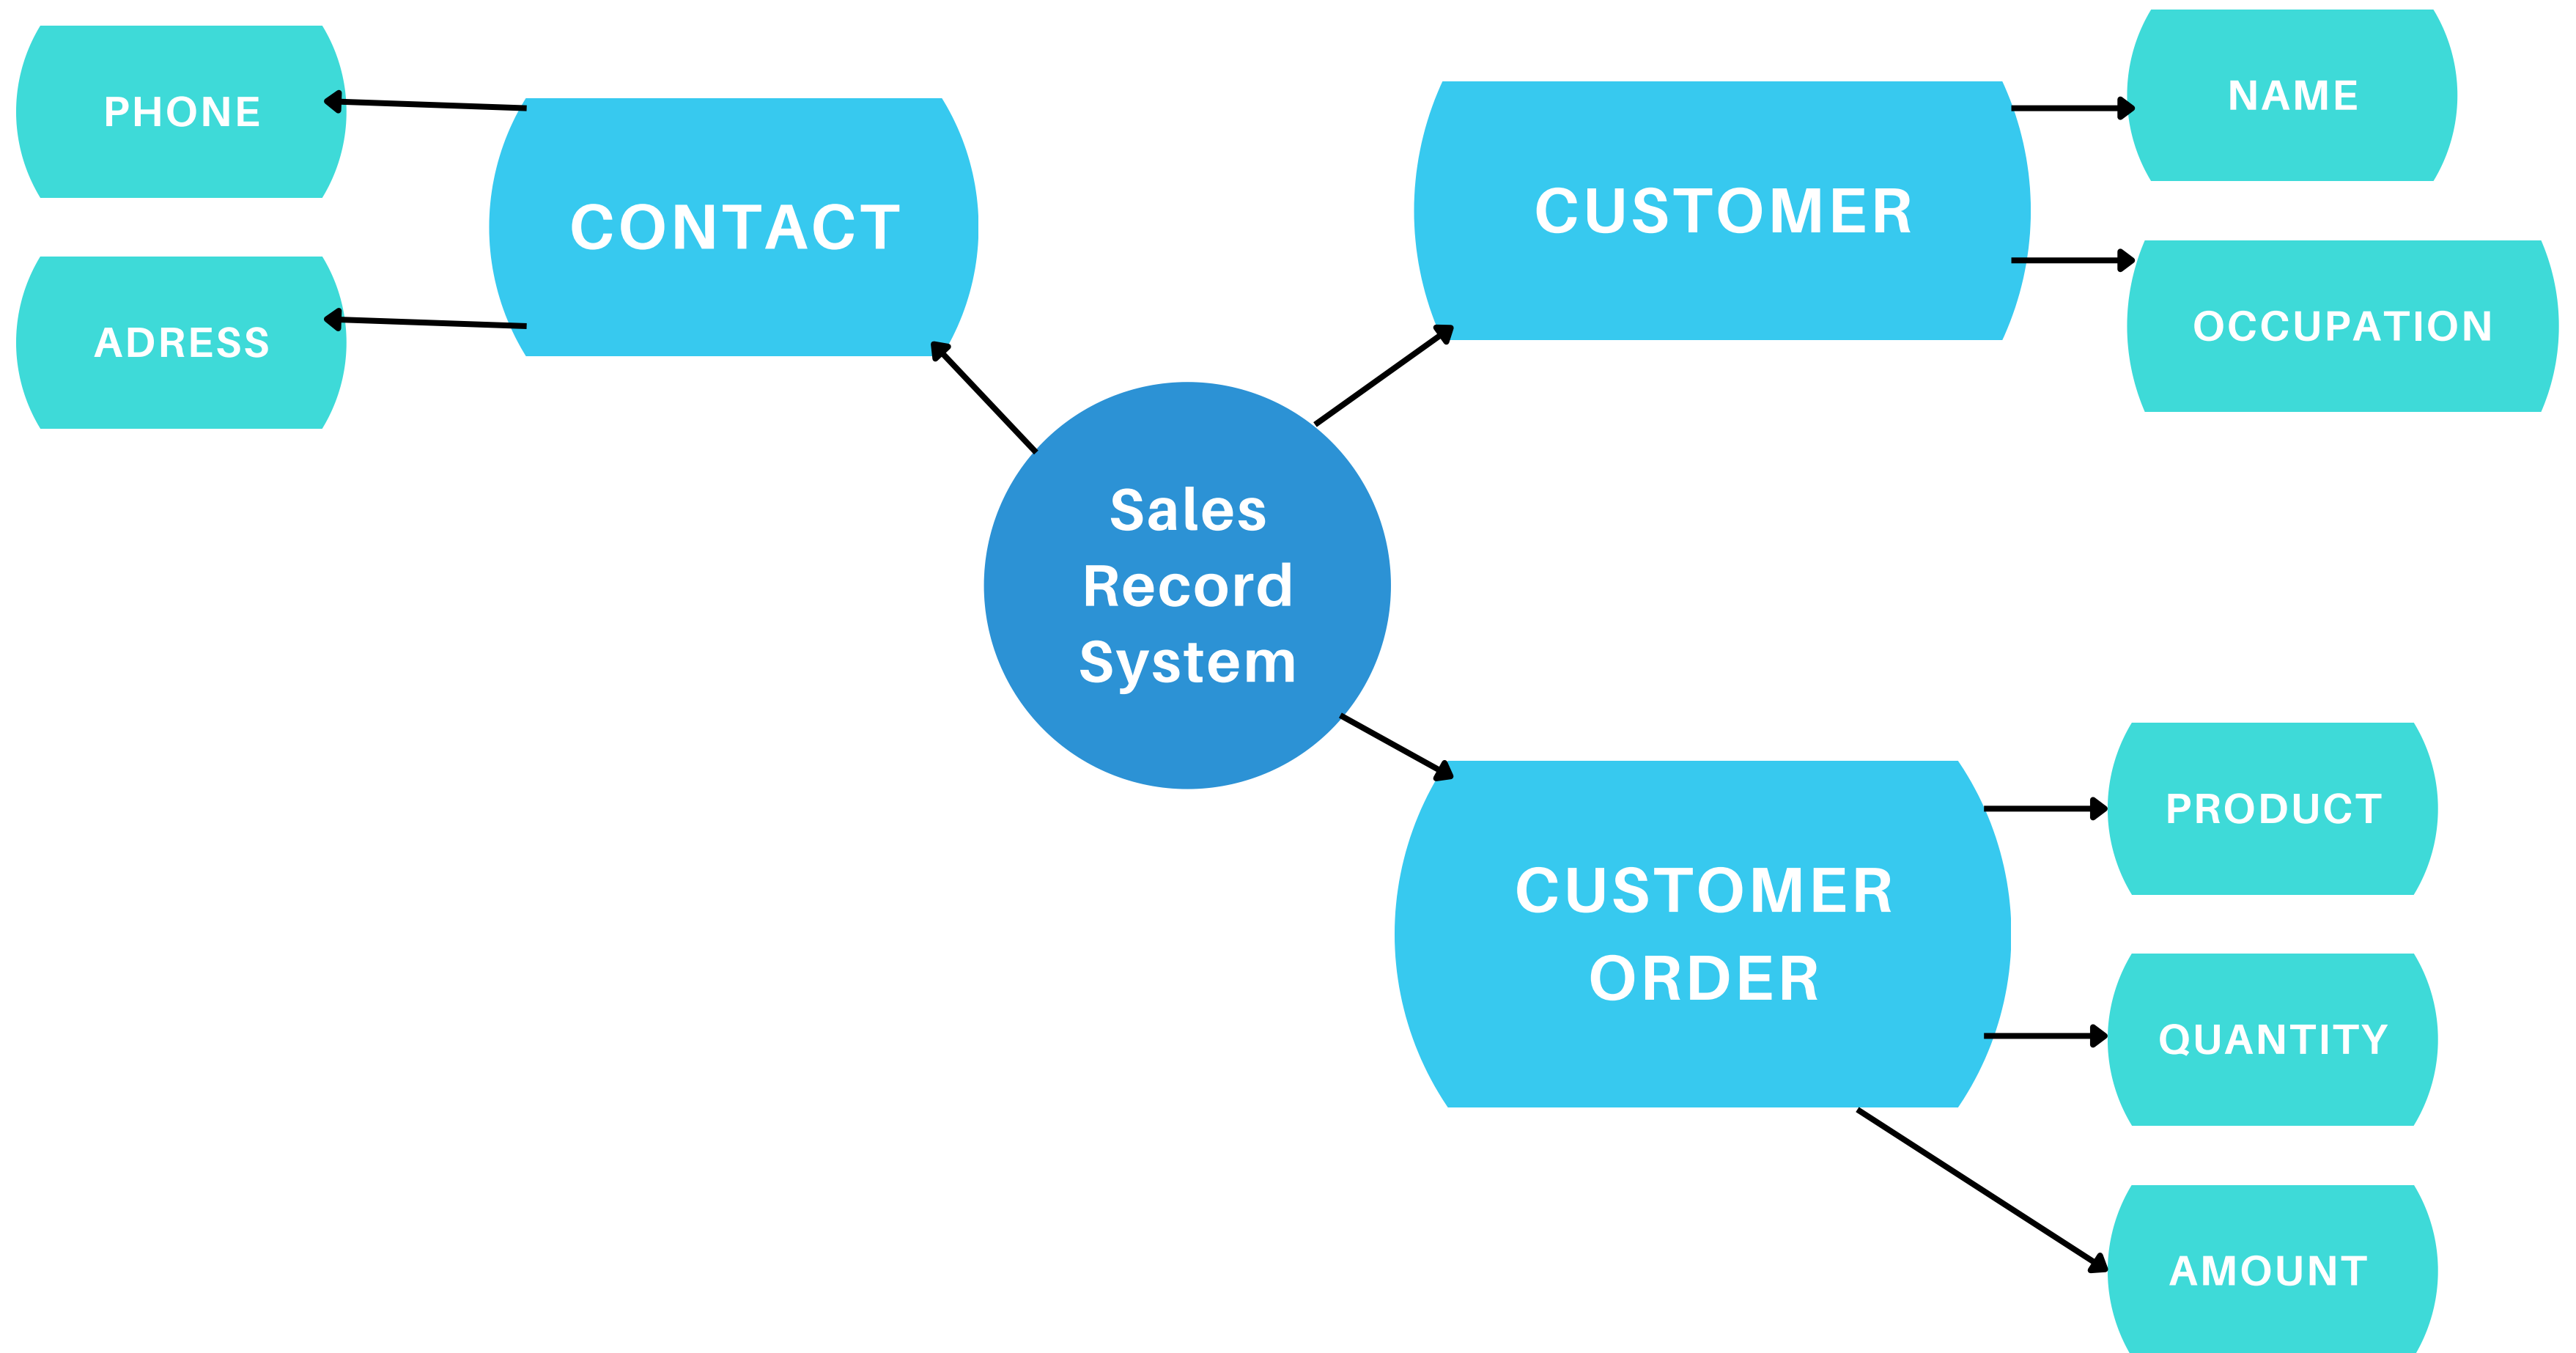 PHONE
ADRESS
CONTACT
CUSTOMER
NAME
OCCUPATION
Sales
Record
System
CUSTOMER
ORDER
PRODUCT
QUANTITY
AMOUNT